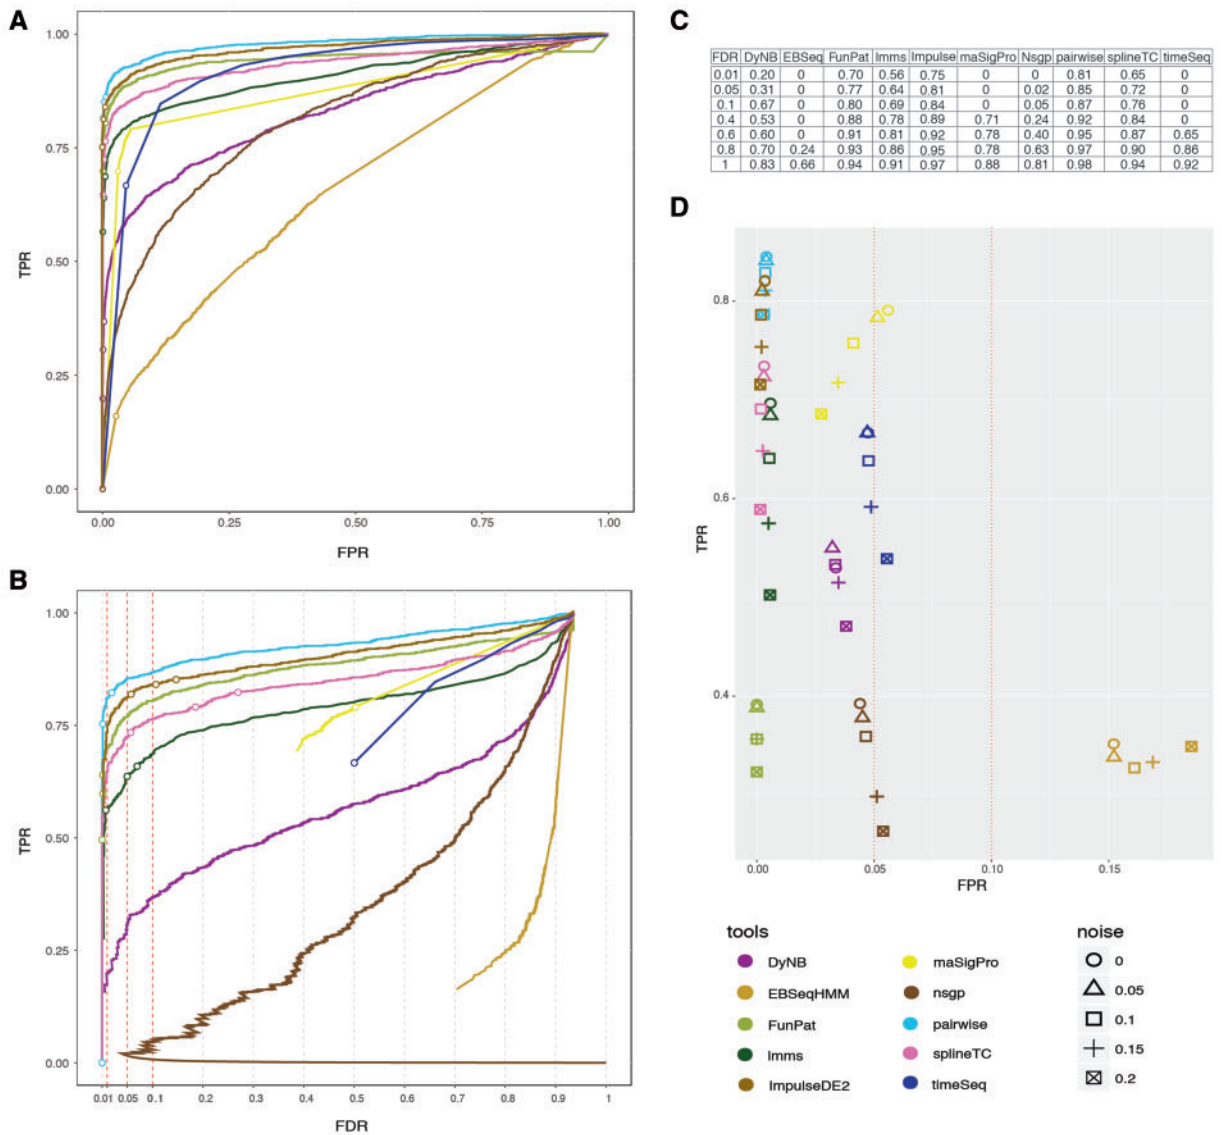 A
1.00
0.75
0.50
0.25
0.00
TPR
0.00 0.25 0.50 0.75 1.00
FPR
B
1.00
0.75
0.50
0.25
0.00
TPR
0.01 0.05 0.1 0.2 0.3 0.4 0.5 0.6 0.7 0.8 0.9 1
FDR
C
FDR DyNB EBSeq FunPat lmms Impulse maSigPro Nsgp pairwise splineTC timeSeq
0.01 0.20 0 0.70 0.56 0.75 0 0 0.81 0.65 0
0.05 0.31 0 0.77 0.64 0.81 0 0.02 0.85 0.72 0
0.1 0.67 0 0.80 0.69 0.84 0 0.05 0.87 0.76 0
0.4 0.53 0 0.88 0.78 0.89 0.71 0.24 0.92 0.84 0
0.6 0.60 0 0.91 0.81 0.92 0.78 0.40 0.95 0.87 0.65
0.8 0.70 0.24 0.93 0.86 0.95 0.78 0.63 0.97 0.90 0.86
1 0.83 0.66 0.94 0.91 0.97 0.88 0.81 0.98 0.94 0.92
D
0.8
0.6
0.4
TPR
0.00 0.05 0.10 0.15
FPR
tools
DyNB
EBSeqHMM
FunPat
lmms
ImpulseDE2
maSigPro
nsgp
pairwise
splineTC
timeSeq
noise
0
0.05
0.1
0.15
0.2